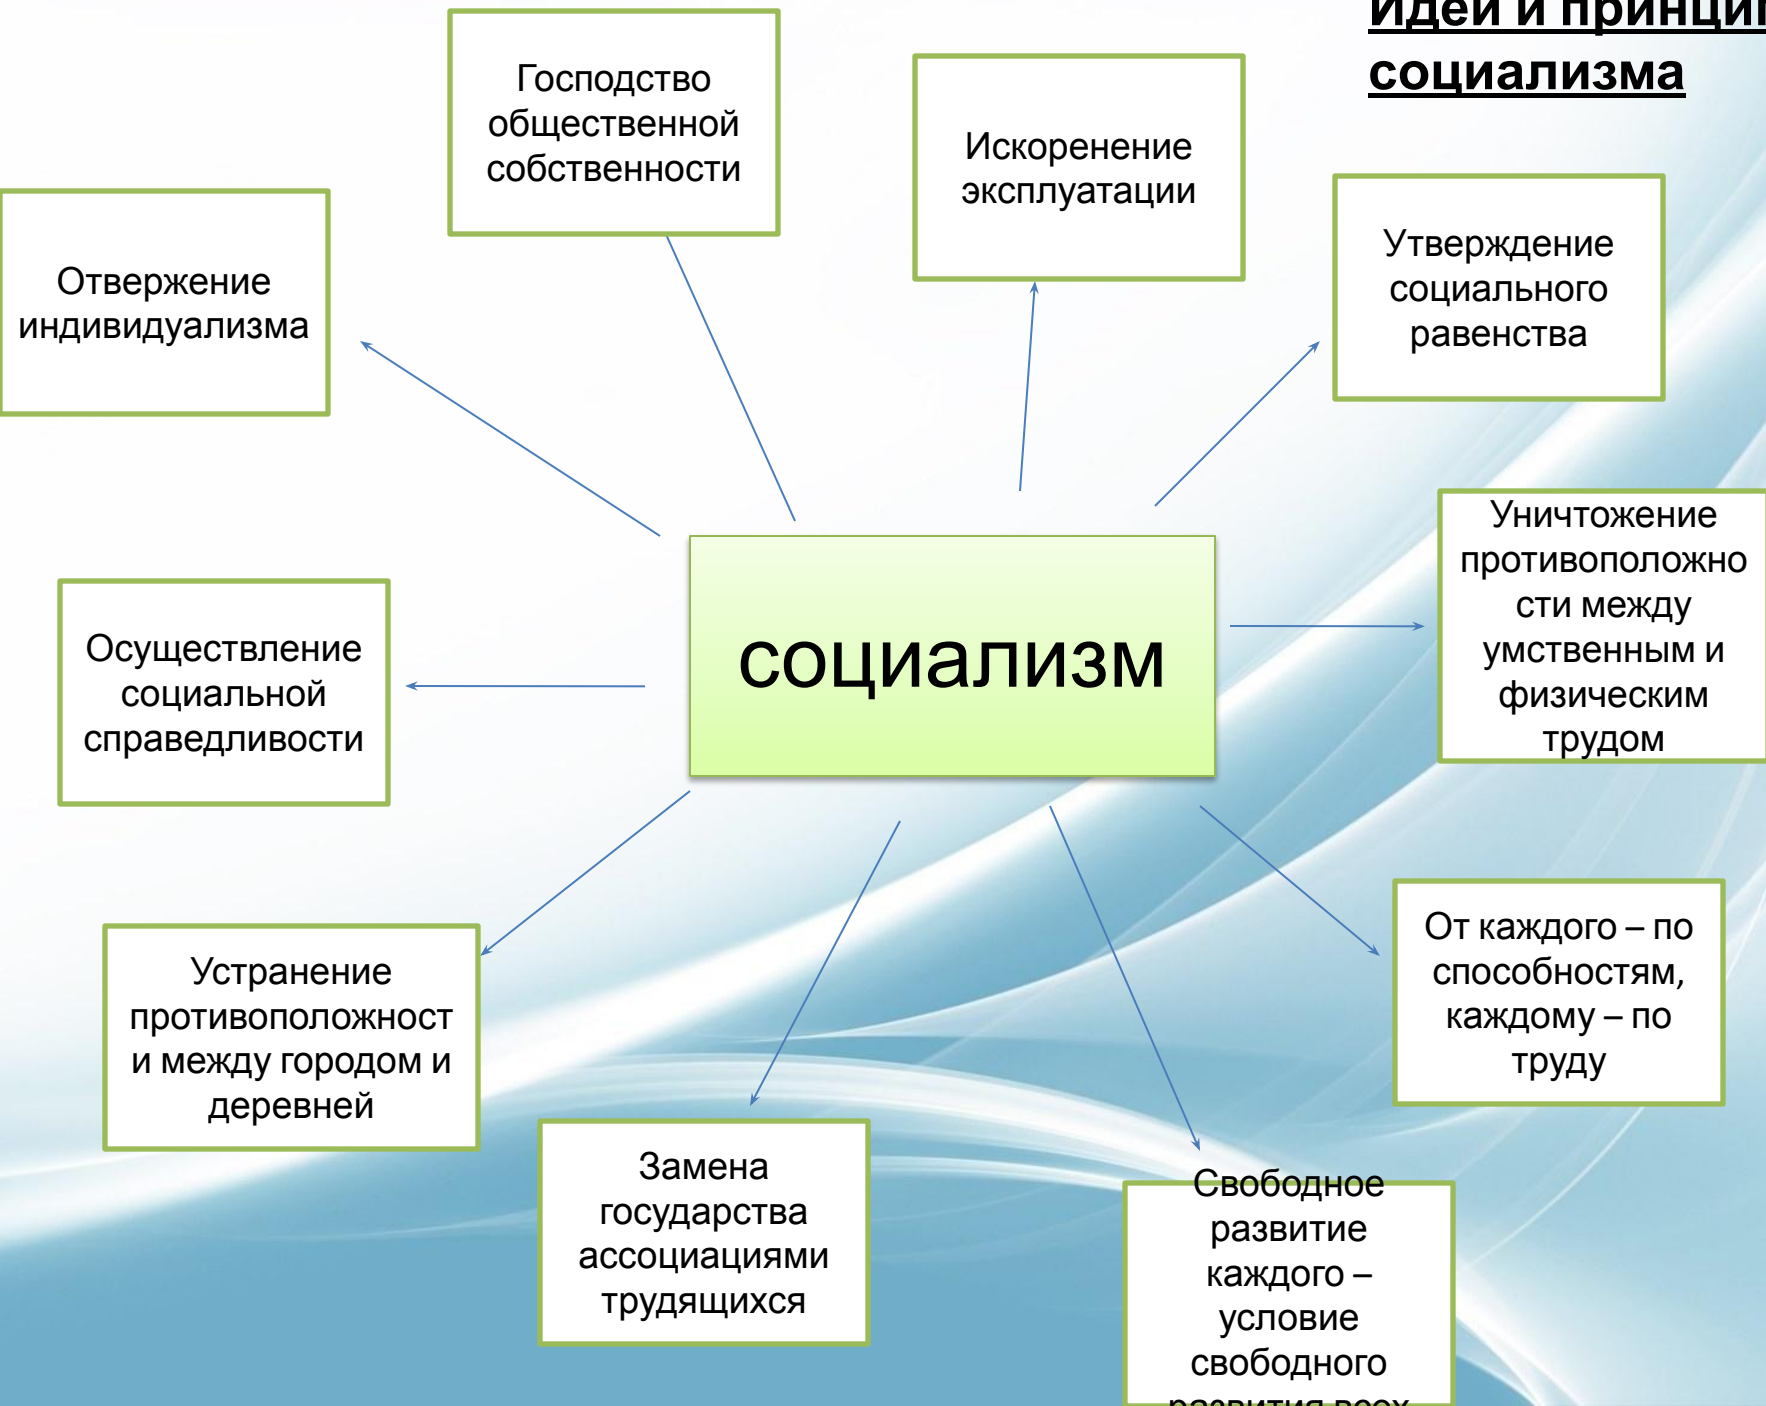 социализма
Господство
общественной
собственности
Искоренение
эксплуатации
Утверждение
социального
равенства
Отвержение
индивидуализма
Уничтожение
противоположно
сти между
умственным и
физическим
трудом
социализм
Осуществление
социальной
справедливости
От каждого – по
способностям,
каждому – по
труду
Устранение
противоположност
и между городом и
деревней
Замена
государства
ассоциациями
трудящихся
Свободное
развитие
каждого –
условие
свободного
развития всех